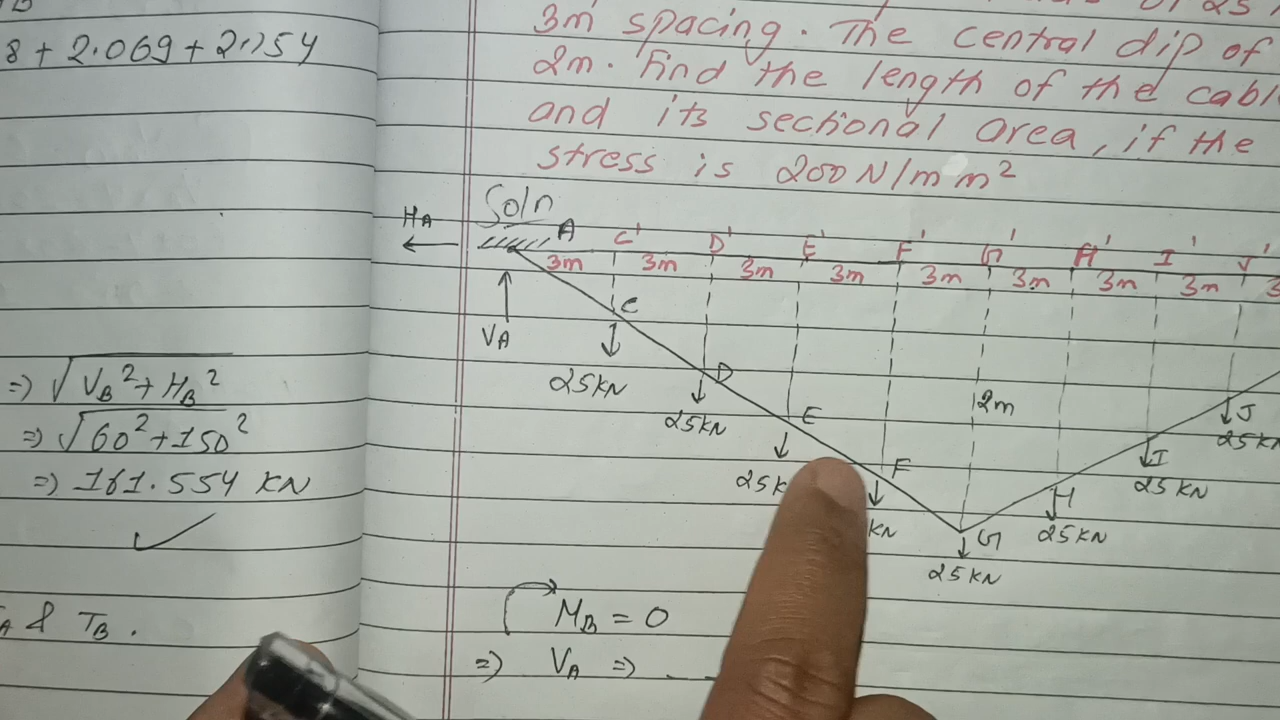 8 + 2.069 + 2.154
=) √VB² + HB²
=) √60² + 150²
=) 161.554 KN
& TB.
3m spacing. The central dip of
2m. Find the length of the cabl
and its sectional area, if the
stress is 200 N/mm²
Soln
HA
A C' D' E' F' G' H' I' J'
3m 3m 3m 3m 3m 3m 3m 3m
VA
C
25KN
D
25KN
E
25K
F
KN
2m
G
25KN
H
25KN
I
25KN
J
25KN
MB = 0
=) VA =)